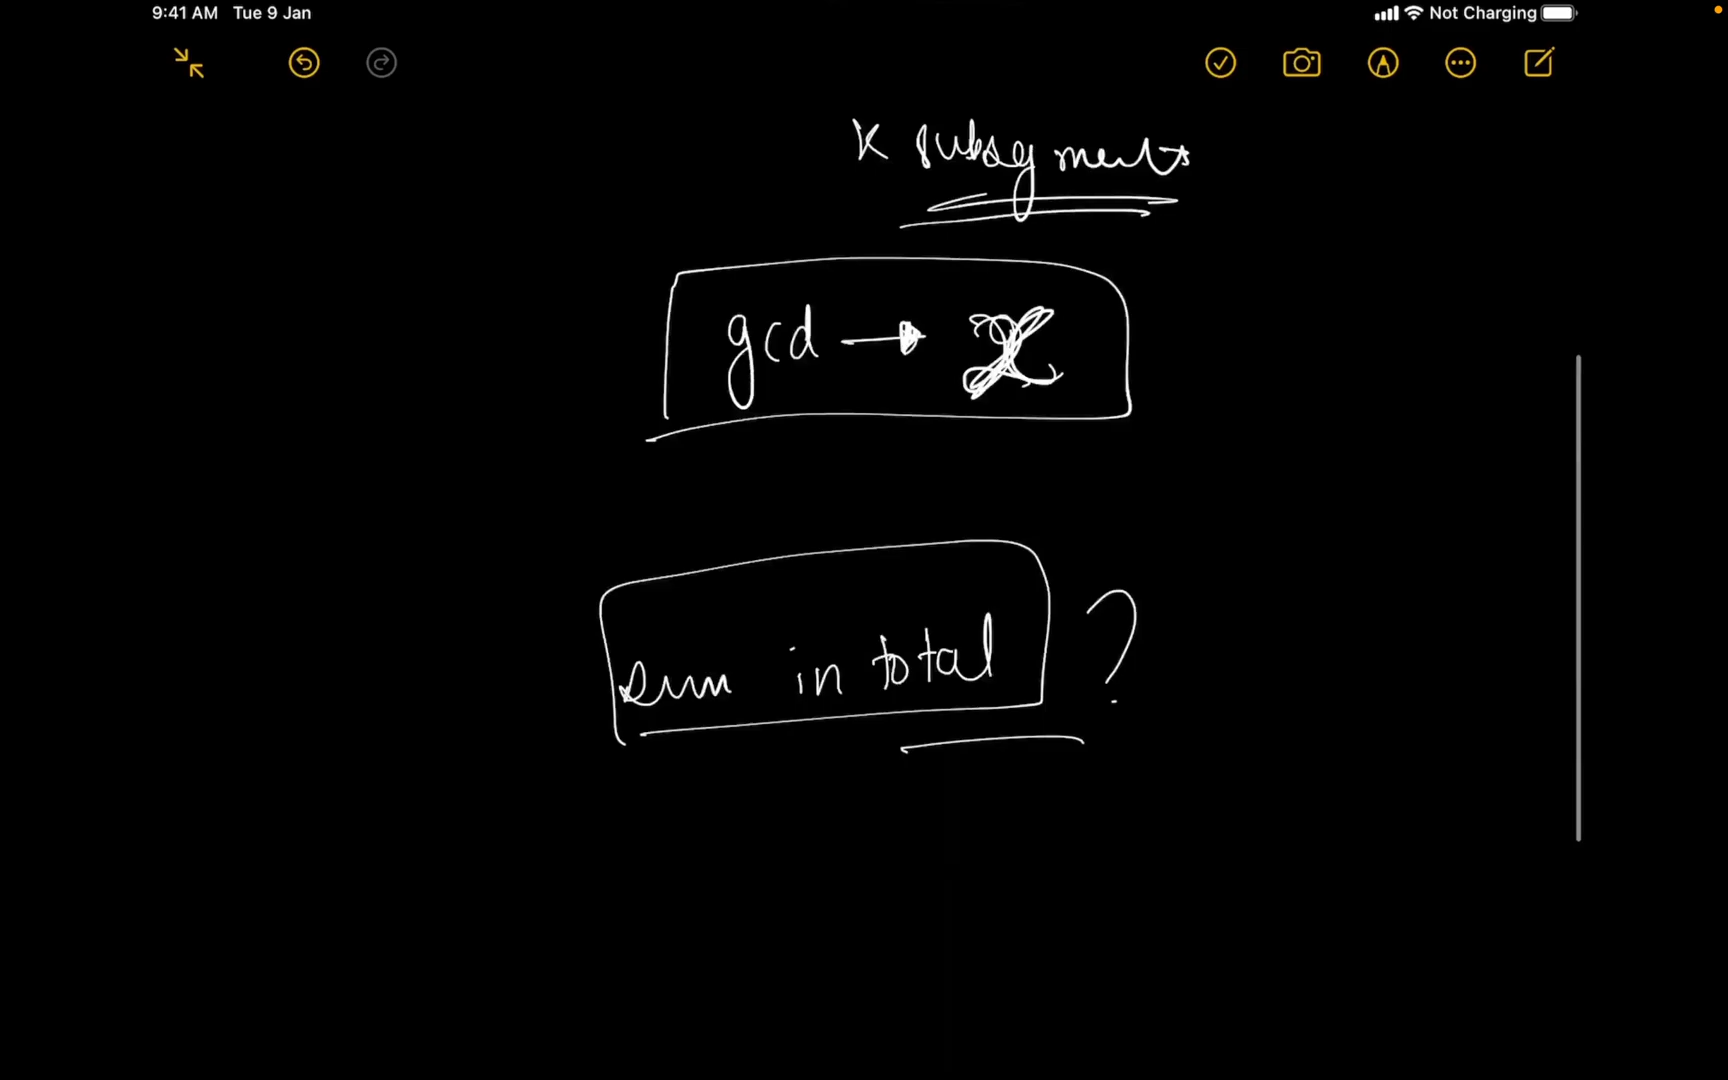 9:41 AM Tue 9 Jan Not Charging
K subsegments
gcd → x
sum in total ?